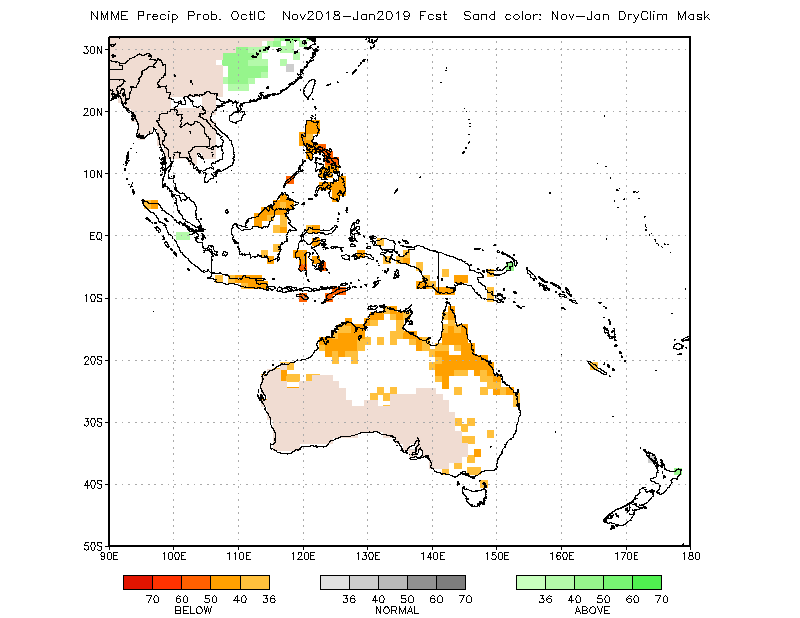 NMME Precip Prob. OctIC  Nov2018-Jan2019 Fcst  Sand color: Nov-Jan DryClim Mask
30N
20N
10N
EQ
10S
20S
30S
40S
50S
90E 100E 110E 120E 130E 140E 150E 160E 170E 180
70 60 50 40 36
BELOW
36 40 50 60 70
NORMAL
36 40 50 60 70
ABOVE